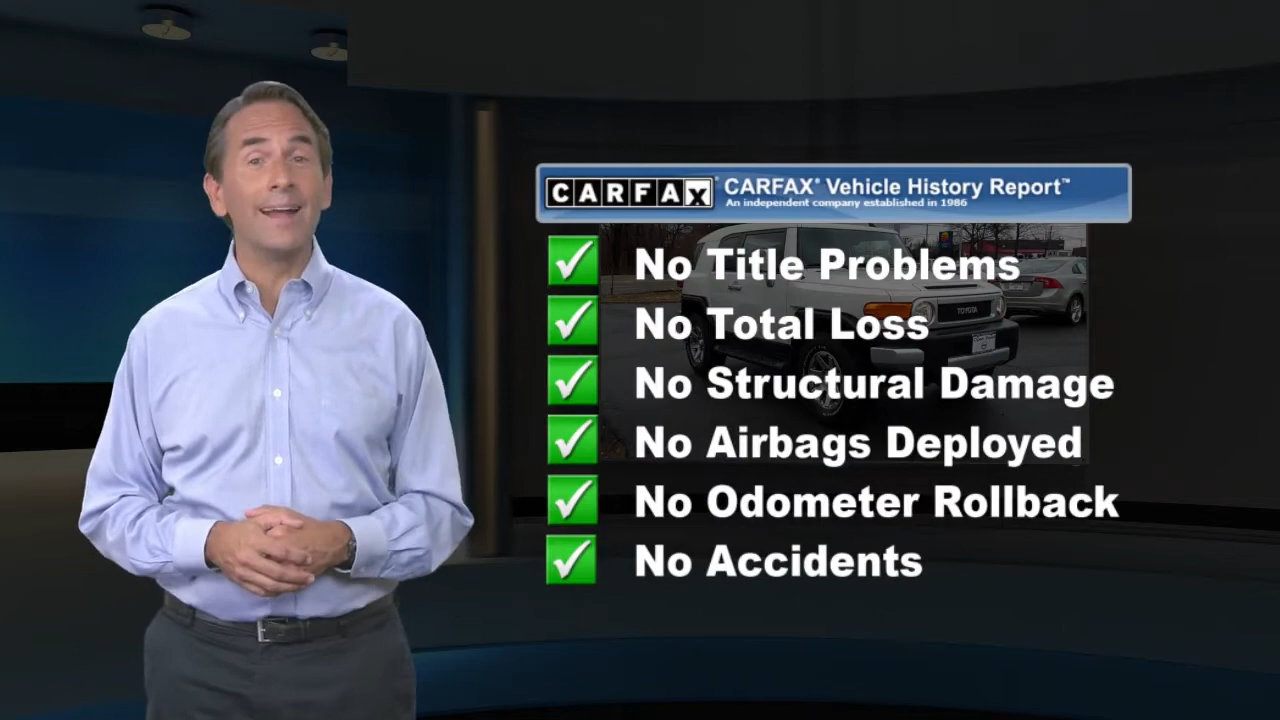 CARFAX® CARFAX® Vehicle History Report™
An independent company established in 1986
No Title Problems
No Total Loss
No Structural Damage
No Airbags Deployed
No Odometer Rollback
No Accidents
TOYOTA